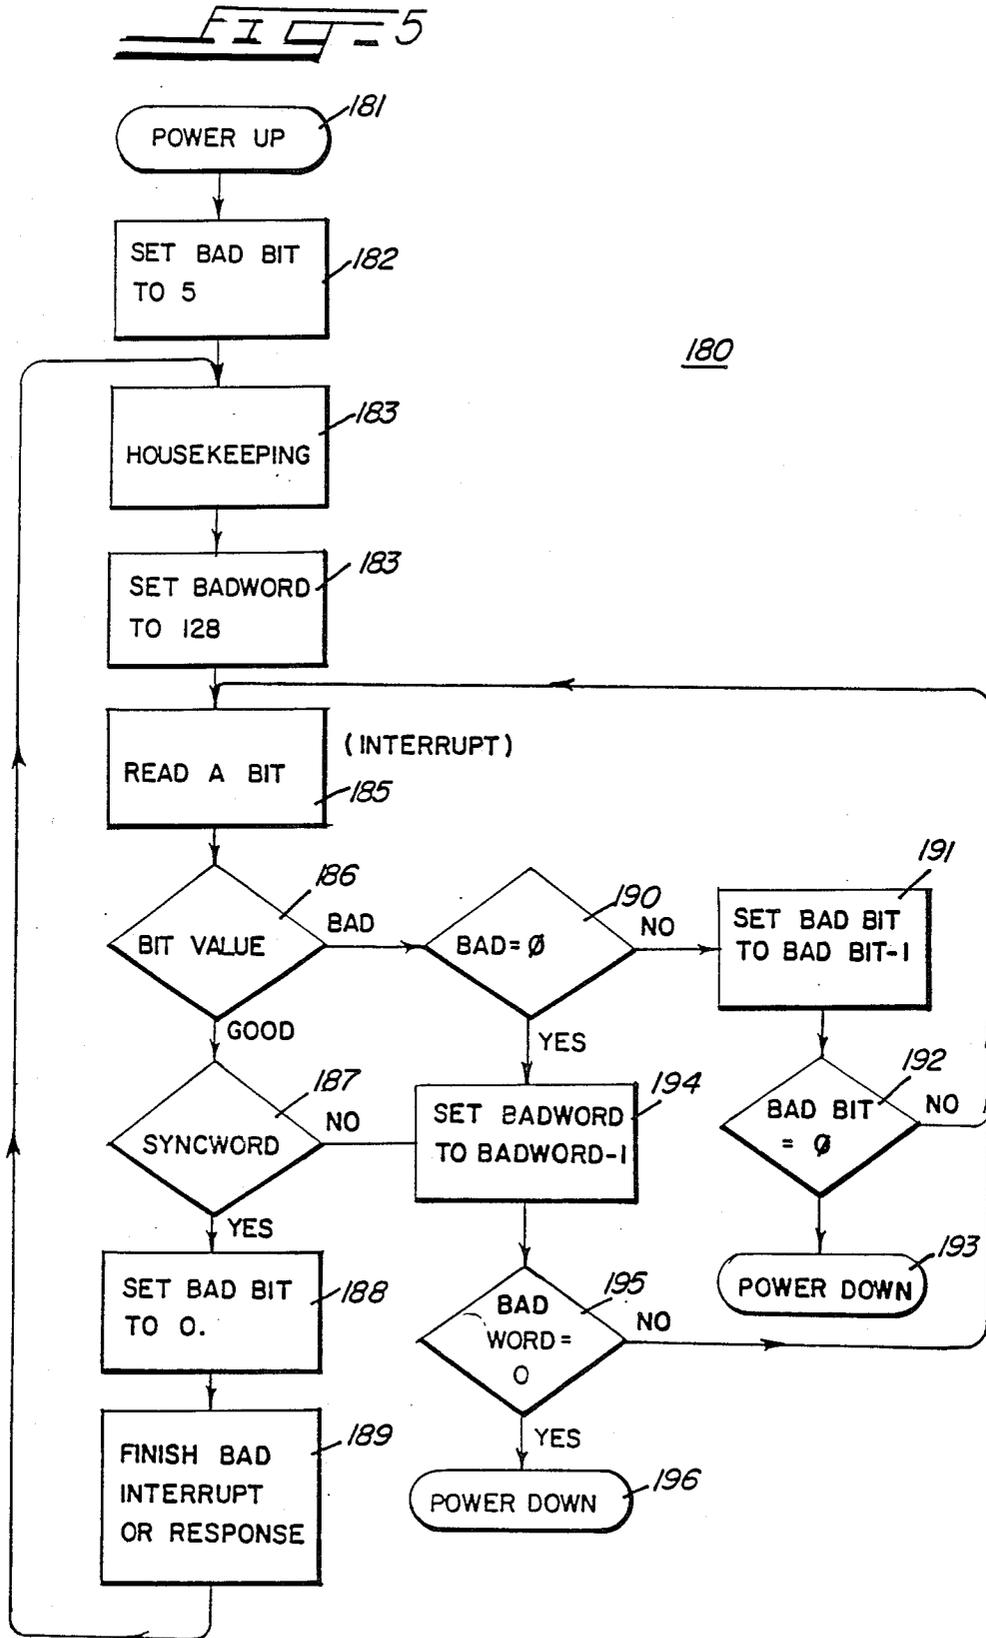 FIG-5
POWER UP
181
SET BAD BIT
TO 5
182
180
HOUSEKEEPING
183
SET BADWORD
TO 128
183
READ A BIT
(INTERRUPT)
185
BIT VALUE
186
BAD
GOOD
BAD=Ø
190
NO
YES
SET BAD BIT
TO BAD BIT-1
191
SYNCWORD
187
NO
YES
SET BADWORD
TO BADWORD-1
194
BAD BIT
= Ø
192
NO
POWER DOWN
193
SET BAD BIT
TO 0.
188
BAD
WORD=
0
195
NO
YES
FINISH BAD
INTERRUPT
OR RESPONSE
189
POWER DOWN
196